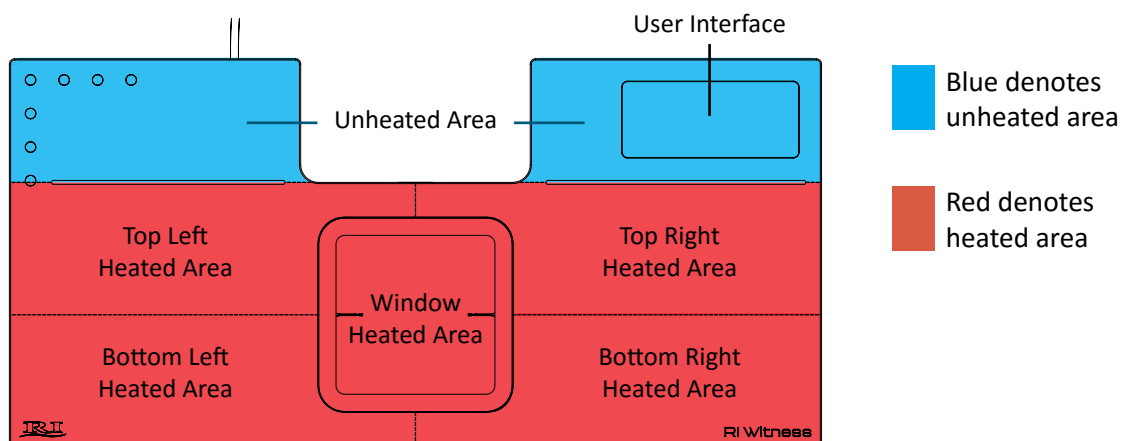 User Interface
Unheated Area
Blue denotes
unheated area
Red denotes
heated area
Top Left
Heated Area
Top Right
Heated Area
Window
Heated Area
Bottom Left
Heated Area
Bottom Right
Heated Area
RI
RI Witness